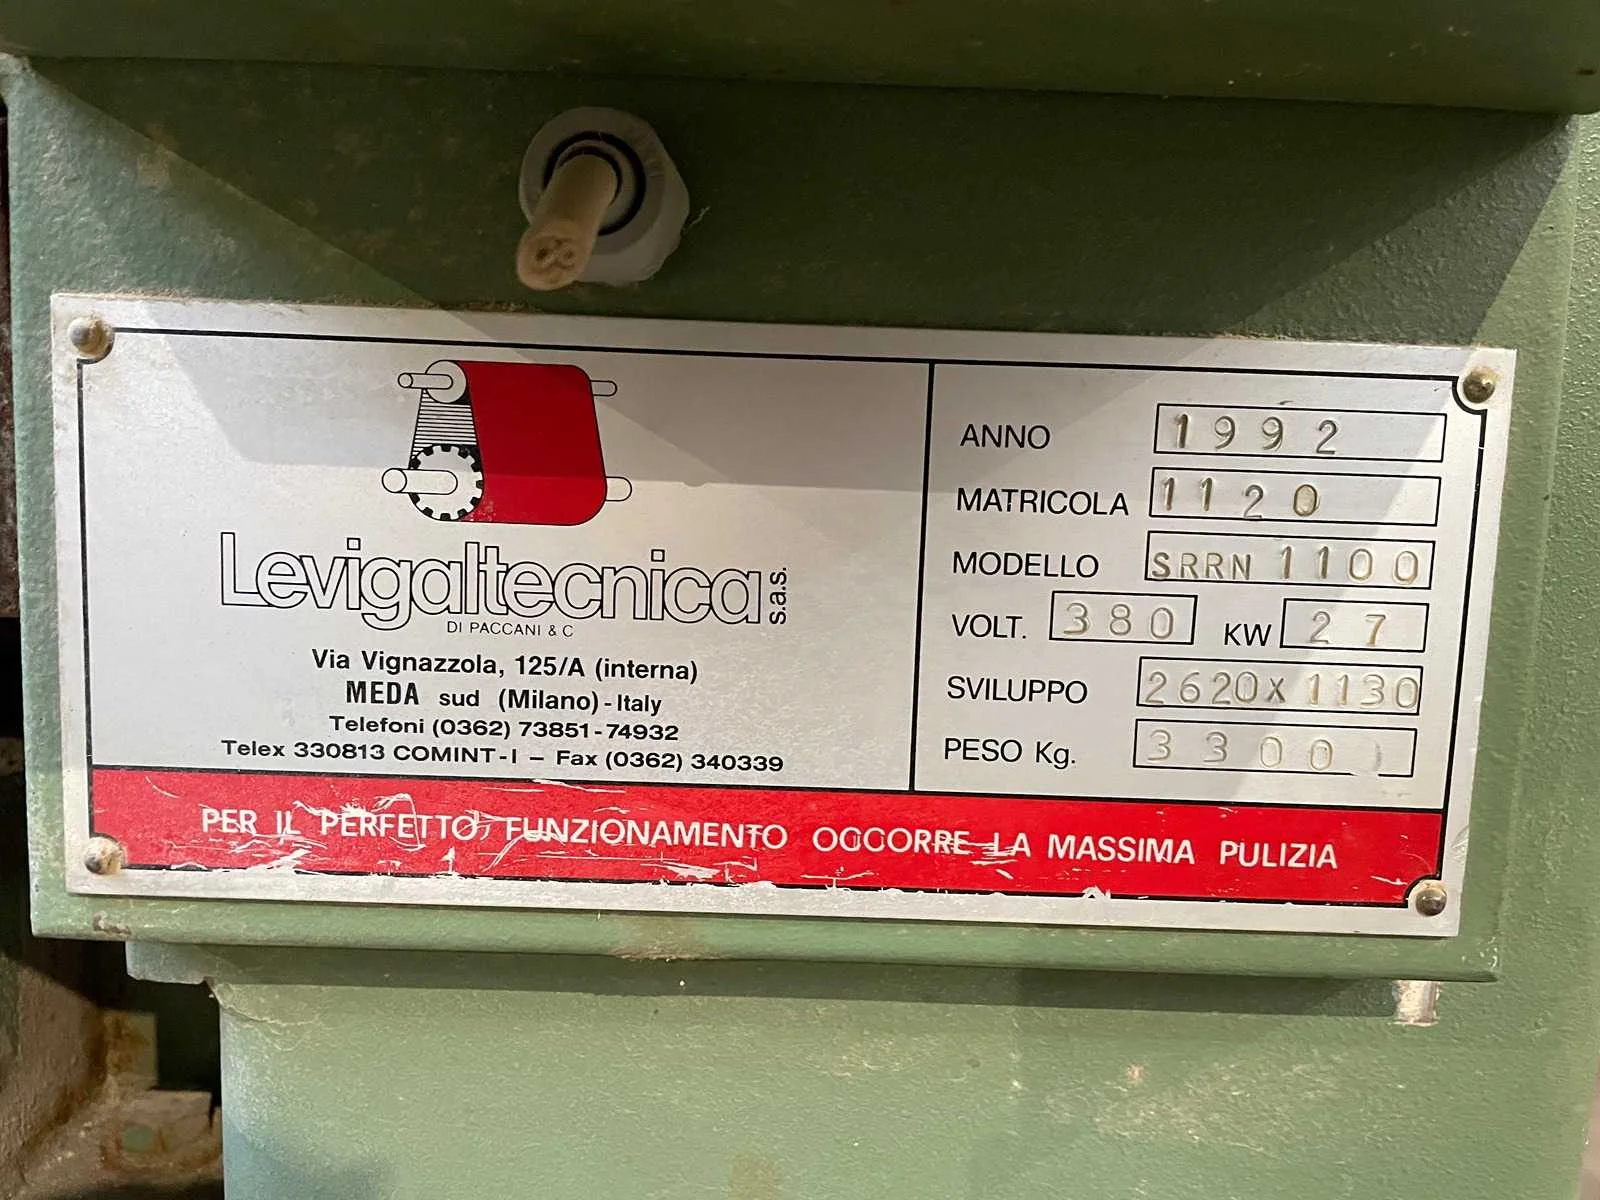 Levigaltecnica s.a.s.
DI PACCANI & C
Via Vignazzola, 125/A (interna)
MEDA sud (Milano) - Italy
Telefoni (0362) 73851-74932
Telex 330813 COMINT-I – Fax (0362) 340339
ANNO 1992
MATRICOLA 1120
MODELLO SRRN 1100
VOLT. 380 KW 27
SVILUPPO 2620X1130
PESO Kg. 3300
PER IL PERFETTO, FUNZIONAMENTO OCCORRE LA MASSIMA PULIZIA